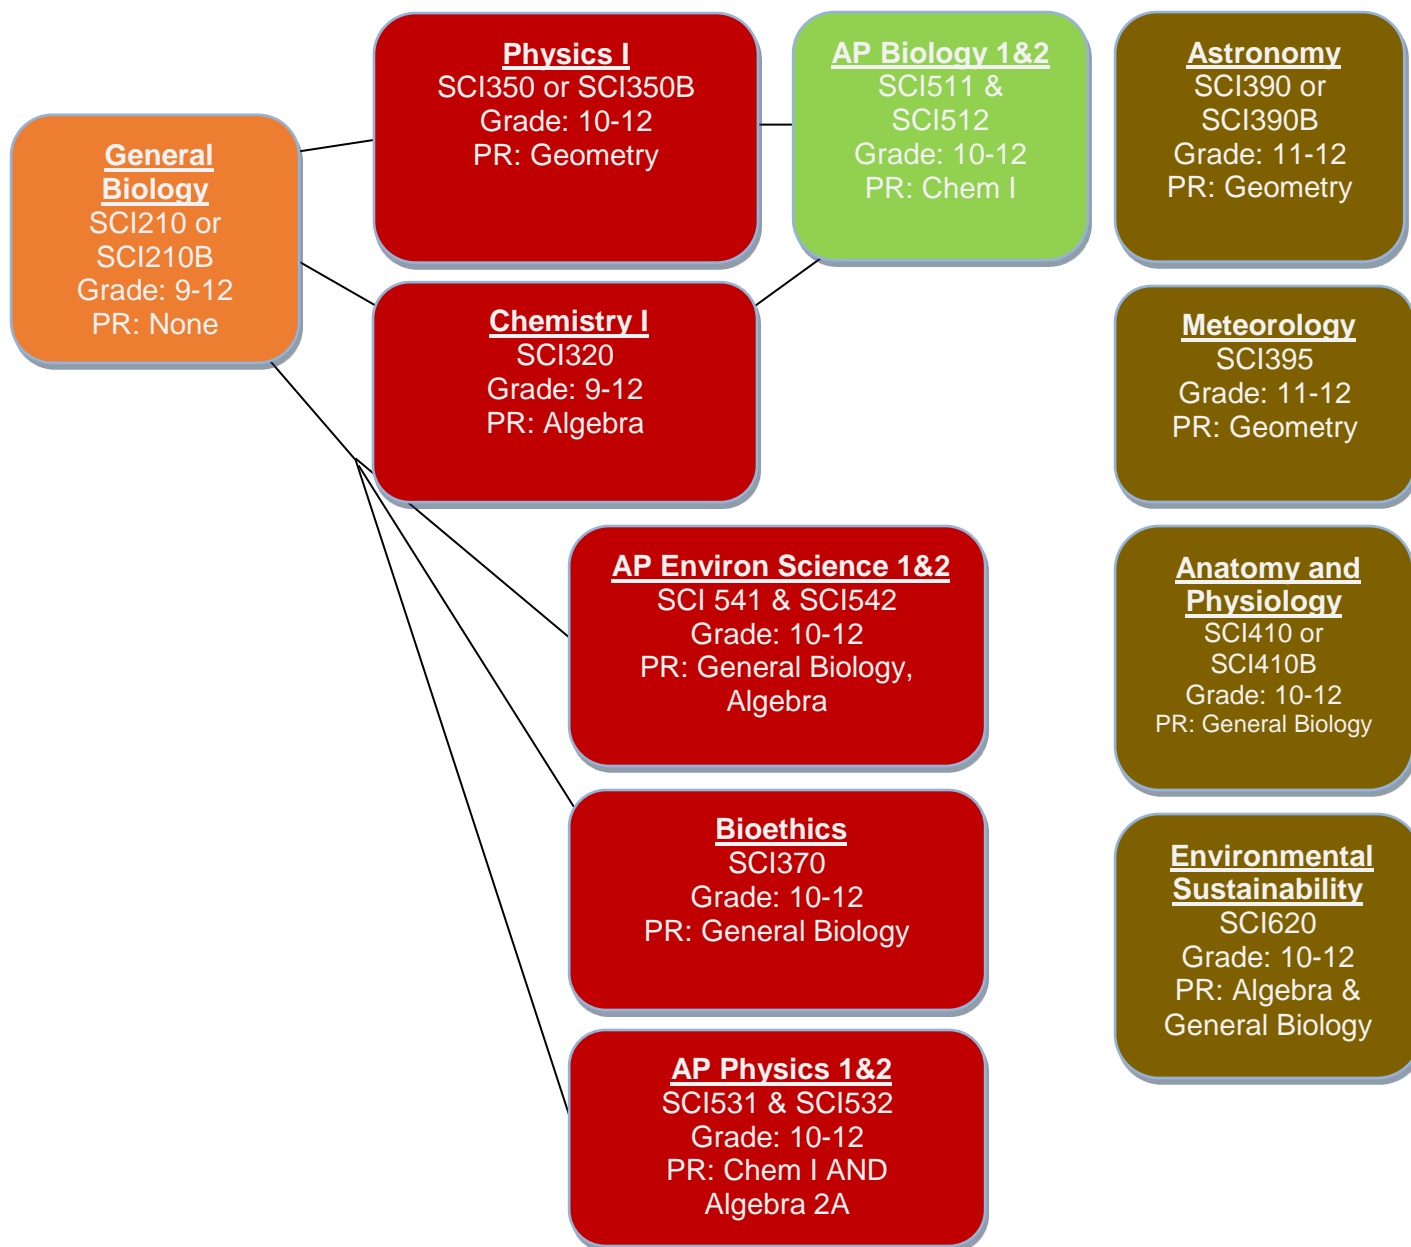 General
Biology
SCI210 or
SCI210B
Grade: 9-12
PR: None
Physics I
SCI350 or SCI350B
Grade: 10-12
PR: Geometry
AP Biology 1&2
SCI511 &
SCI512
Grade: 10-12
PR: Chem I
Astronomy
SCI390 or
SCI390B
Grade: 11-12
PR: Geometry
Chemistry I
SCI320
Grade: 9-12
PR: Algebra
Meteorology
SCI395
Grade: 11-12
PR: Geometry
AP Environ Science 1&2
SCI 541 & SCI542
Grade: 10-12
PR: General Biology,
Algebra
Anatomy and
Physiology
SCI410 or
SCI410B
Grade: 10-12
PR: General Biology
Bioethics
SCI370
Grade: 10-12
PR: General Biology
Environmental
Sustainability
SCI620
Grade: 10-12
PR: Algebra &
General Biology
AP Physics 1&2
SCI531 & SCI532
Grade: 10-12
PR: Chem I AND
Algebra 2A